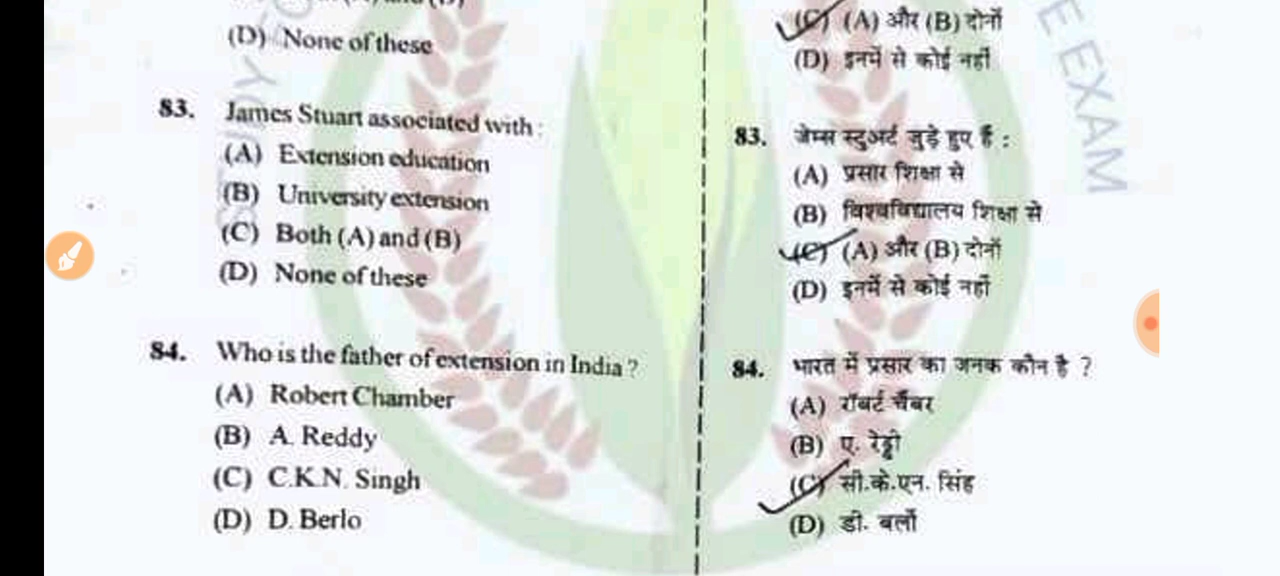 (D) None of these
83. James Stuart associated with :
(A) Extension education
(B) University extension
(C) Both (A) and (B)
(D) None of these
84. Who is the father of extension in India ?
(A) Robert Chamber
(B) A. Reddy
(C) C.K.N. Singh
(D) D. Berlo
(C) (A) और (B) दोनों
(D) इनमें से कोई नहीं
83. जेम्स स्टुअर्ट जुड़े हुए हैं :
(A) प्रसार शिक्षा से
(B) विश्वविद्यालय शिक्षा से
(C) (A) और (B) दोनों
(D) इनमें से कोई नहीं
84. भारत में प्रसार का जनक कौन है ?
(A) रॉबर्ट चैंबर
(B) ए. रेड्डी
(C) सी.के.एन. सिंह
(D) डी. बर्लो
E EXAM